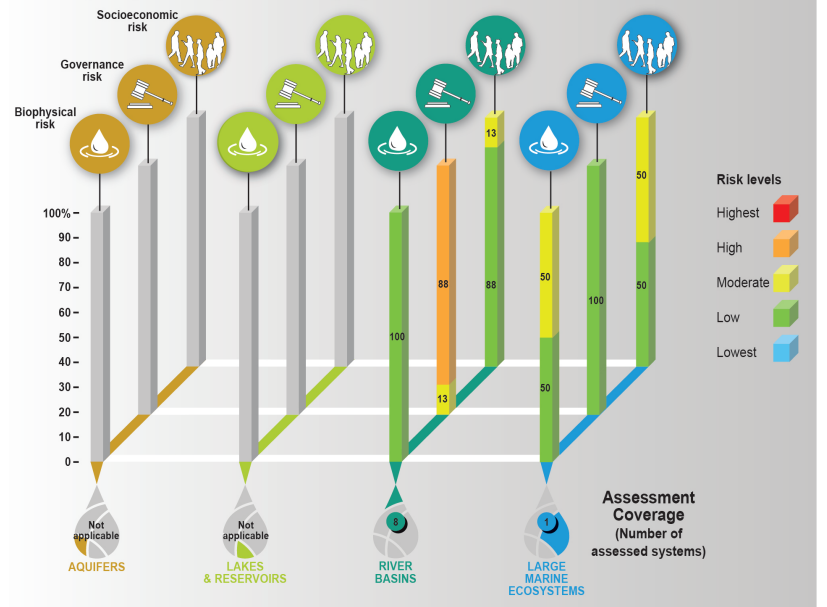 Socioeconomic
risk
Governance
risk
Biophysical
risk
100%
90
80
70
60
50
40
30
20
10
0
100
88
13
13
88
50
50
100
50
50
Risk levels
Highest
High
Moderate
Low
Lowest
Not
applicable
AQUIFERS
Not
applicable
LAKES
& RESERVOIRS
8
RIVER
BASINS
1
LARGE
MARINE
ECOSYSTEMS
Assessment
Coverage
(Number of
assessed systems)